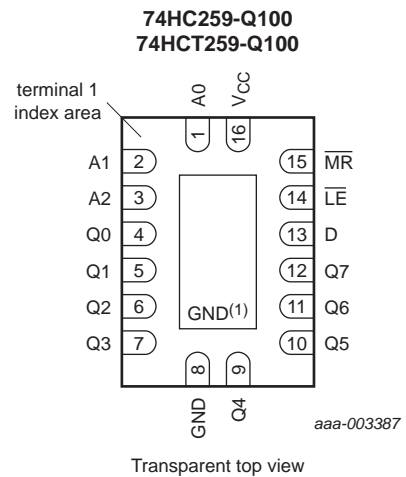 74HC259-Q100
74HCT259-Q100
terminal 1
index area
A0
VCC
1
16
A1 2
15 MR
A2 3
14 LE
Q0 4
13 D
Q1 5
12 Q7
Q2 6
11 Q6
GND(1)
Q3 7
10 Q5
8
9
GND
Q4
aaa-003387
Transparent top view